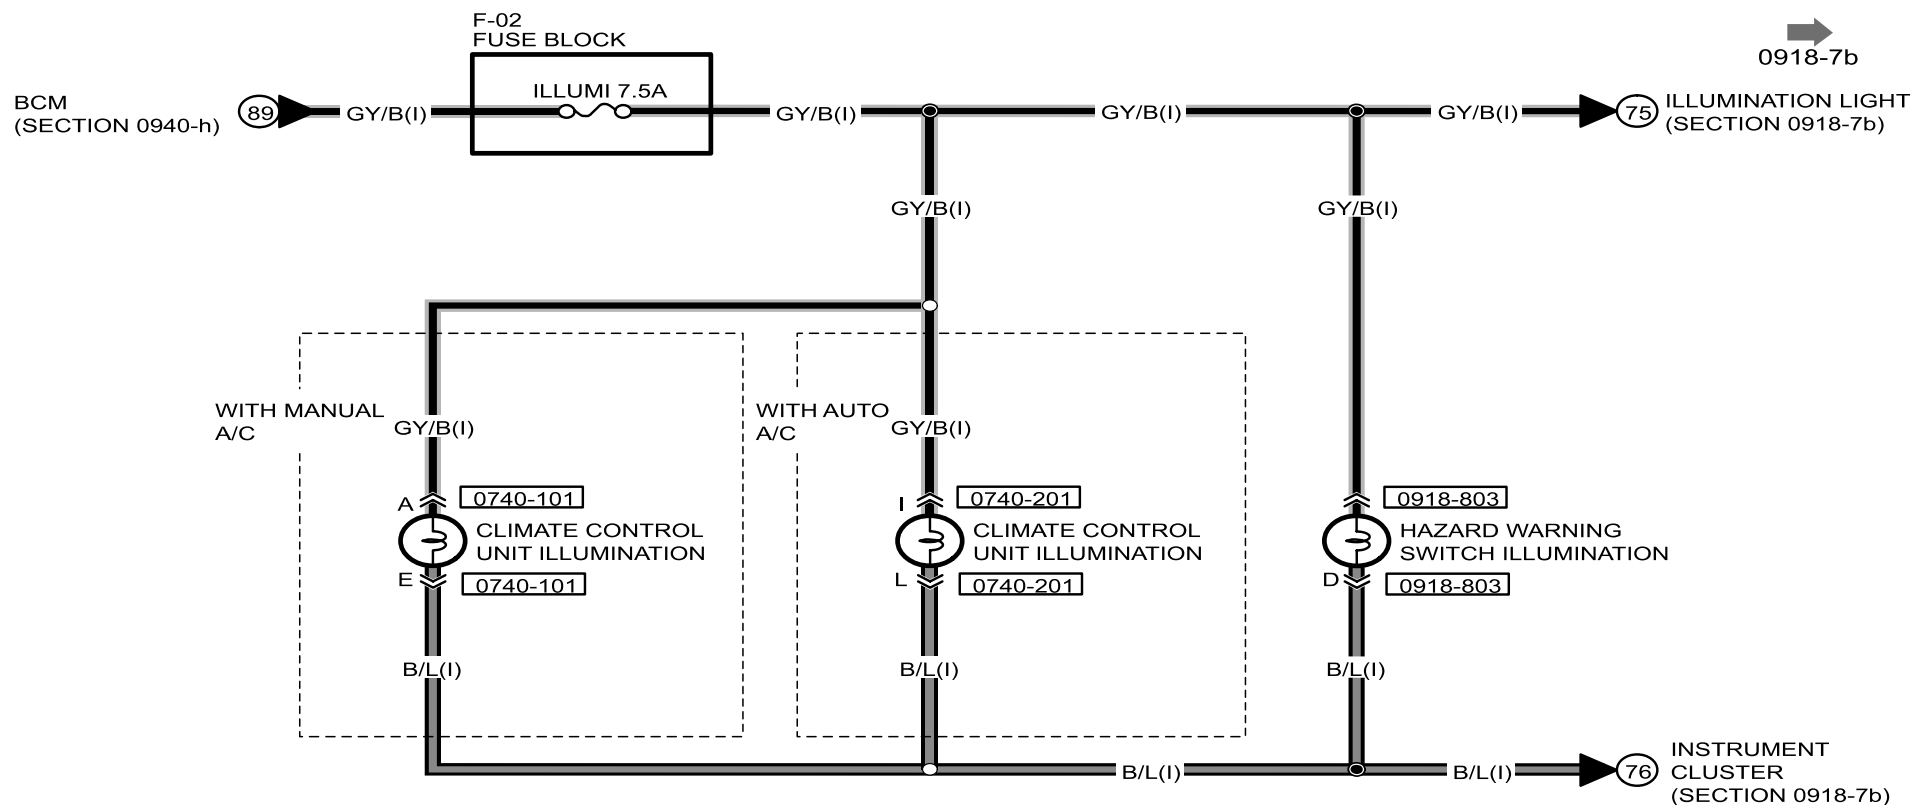 F-02
FUSE BLOCK
0918-7b
ILLUMI 7.5A
BCM
(SECTION 0940-h)
89
GY/B(I)
GY/B(I)
GY/B(I)
GY/B(I)
75
ILLUMINATION LIGHT
(SECTION 0918-7b)
GY/B(I)
GY/B(I)
WITH MANUAL
A/C
GY/B(I)
WITH AUTO
A/C
GY/B(I)
A
0740-101
CLIMATE CONTROL
UNIT ILLUMINATION
E
0740-101
I
0740-201
CLIMATE CONTROL
UNIT ILLUMINATION
L
0740-201
0918-803
HAZARD WARNING
SWITCH ILLUMINATION
D
0918-803
B/L(I)
B/L(I)
B/L(I)
B/L(I)
B/L(I)
76
INSTRUMENT
CLUSTER
(SECTION 0918-7b)